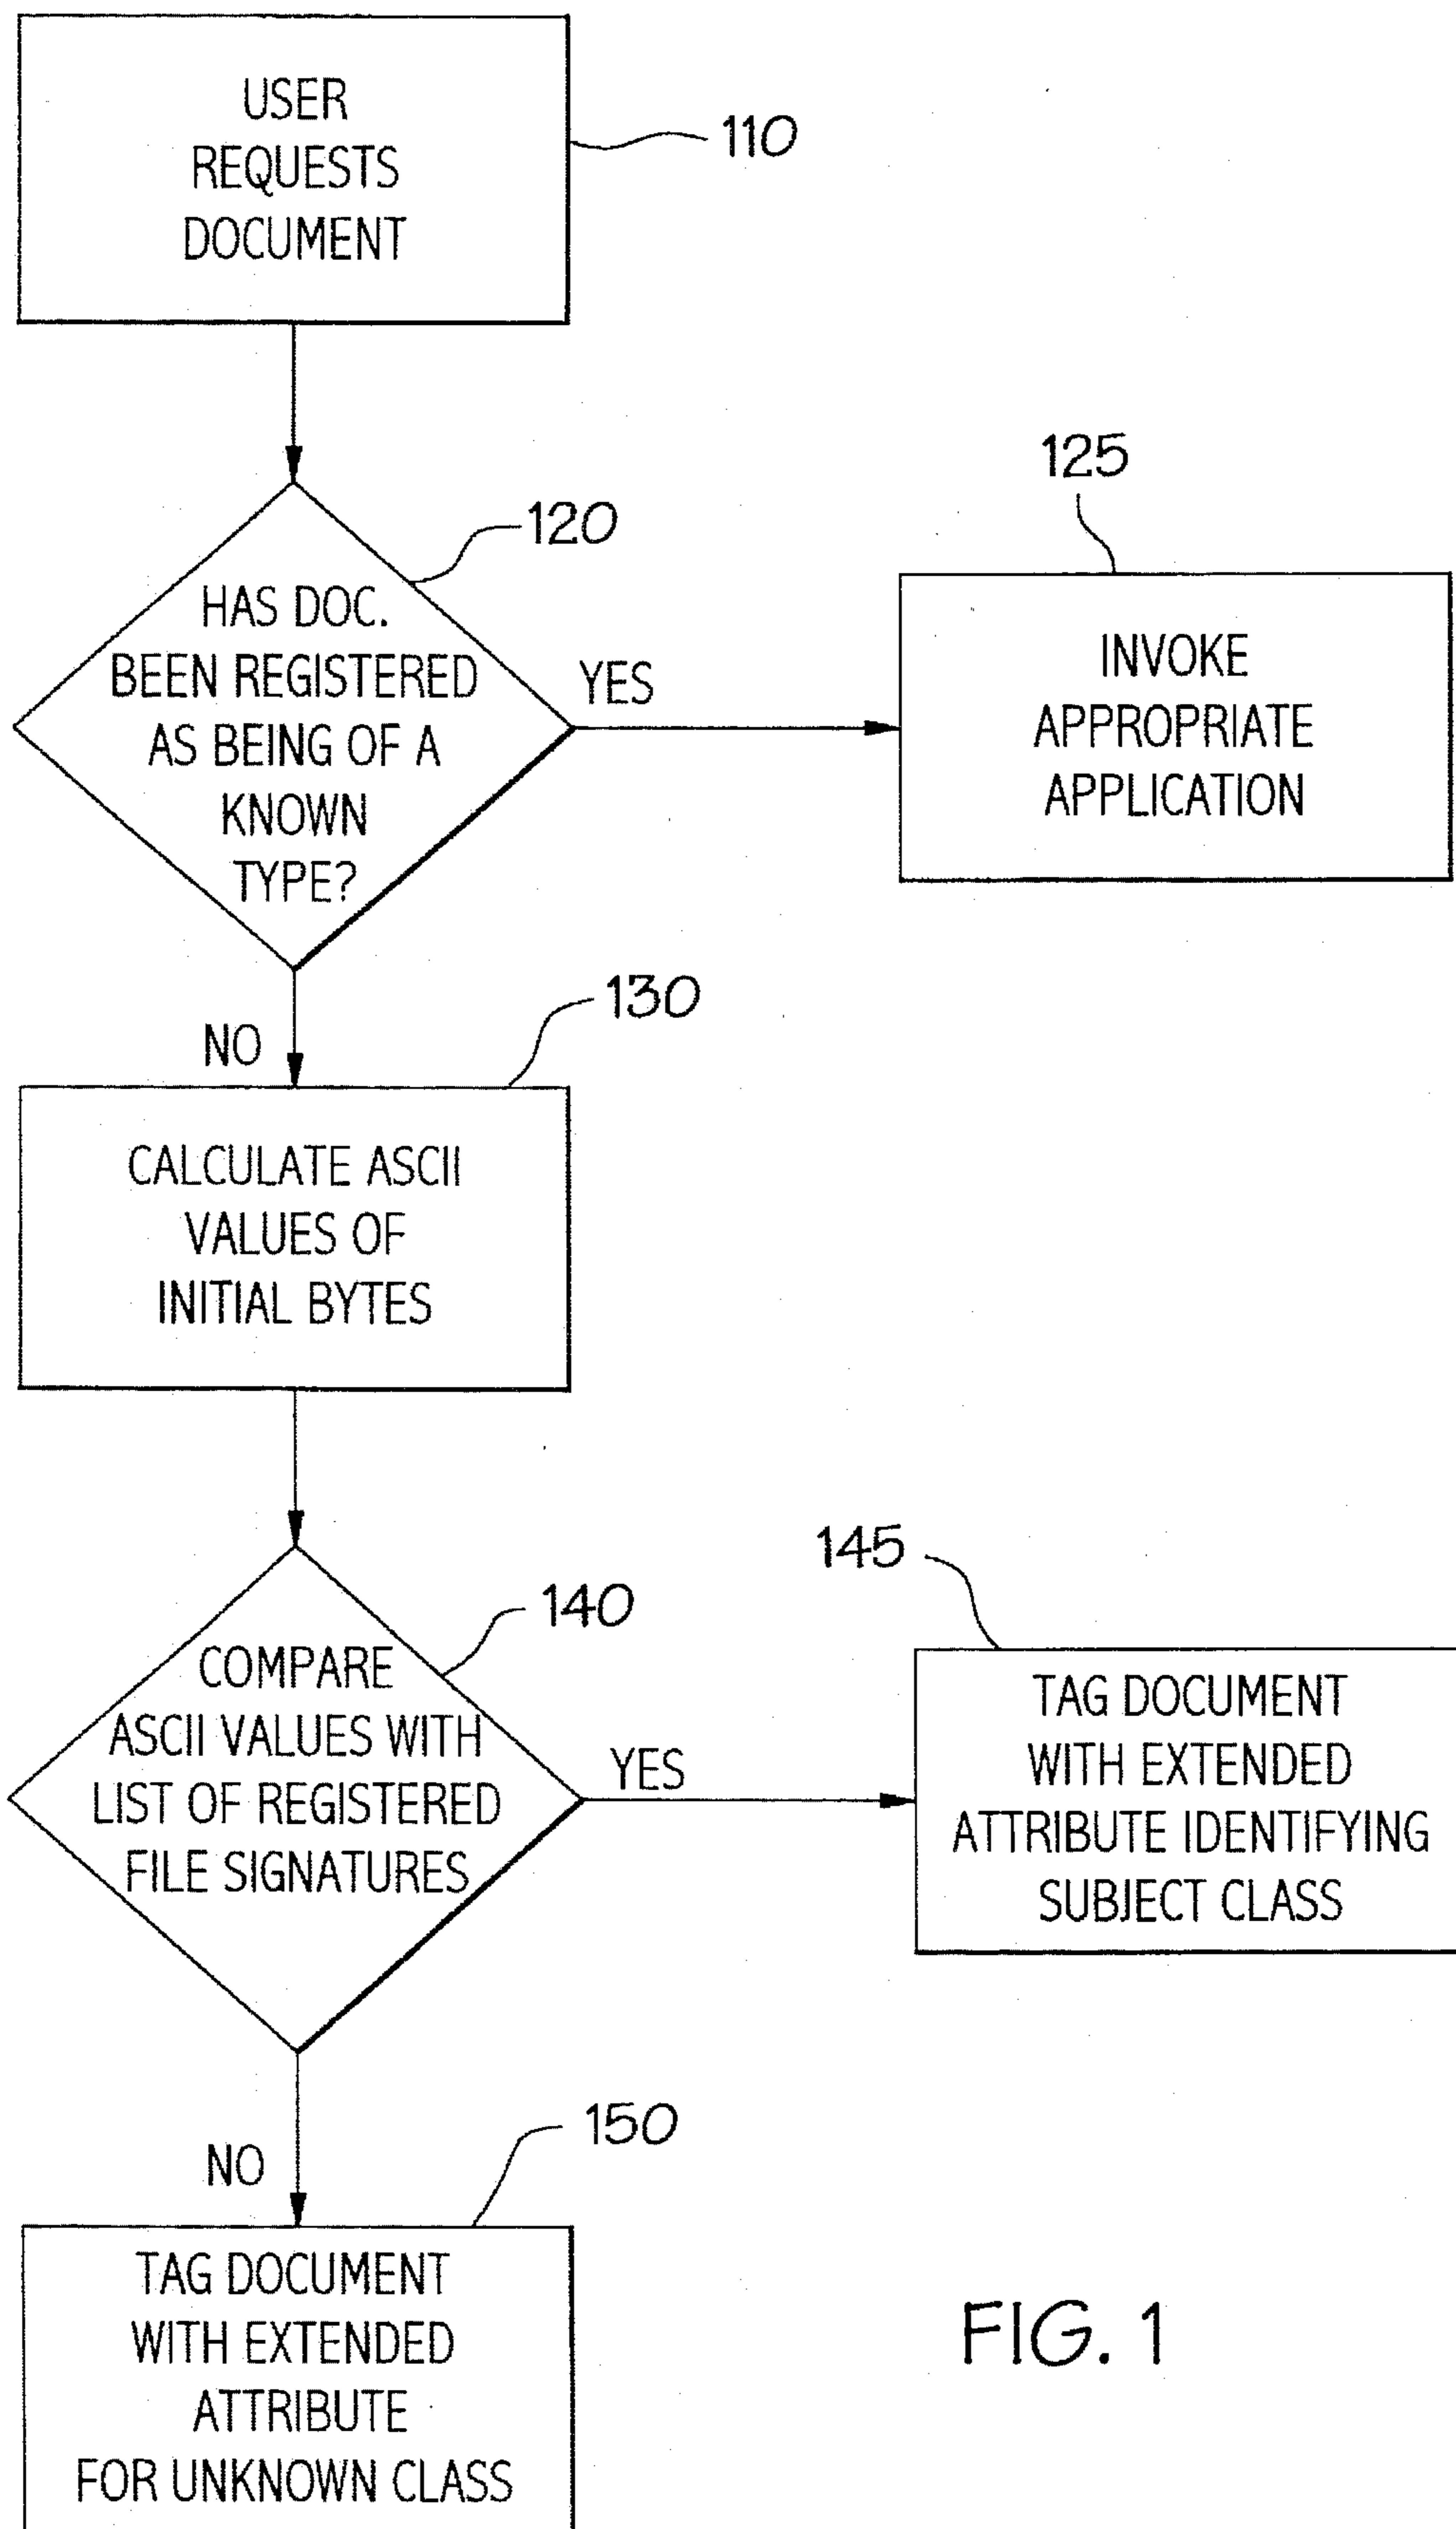 USER
REQUESTS
DOCUMENT
110
120
HAS DOC.
BEEN REGISTERED
AS BEING OF A
KNOWN
TYPE?
YES
125
INVOKE
APPROPRIATE
APPLICATION
NO
130
CALCULATE ASCII
VALUES OF
INITIAL BYTES
140
COMPARE
ASCII VALUES WITH
LIST OF REGISTERED
FILE SIGNATURES
YES
145
TAG DOCUMENT
WITH EXTENDED
ATTRIBUTE IDENTIFYING
SUBJECT CLASS
NO
150
TAG DOCUMENT
WITH EXTENDED
ATTRIBUTE
FOR UNKNOWN CLASS
FIG. 1